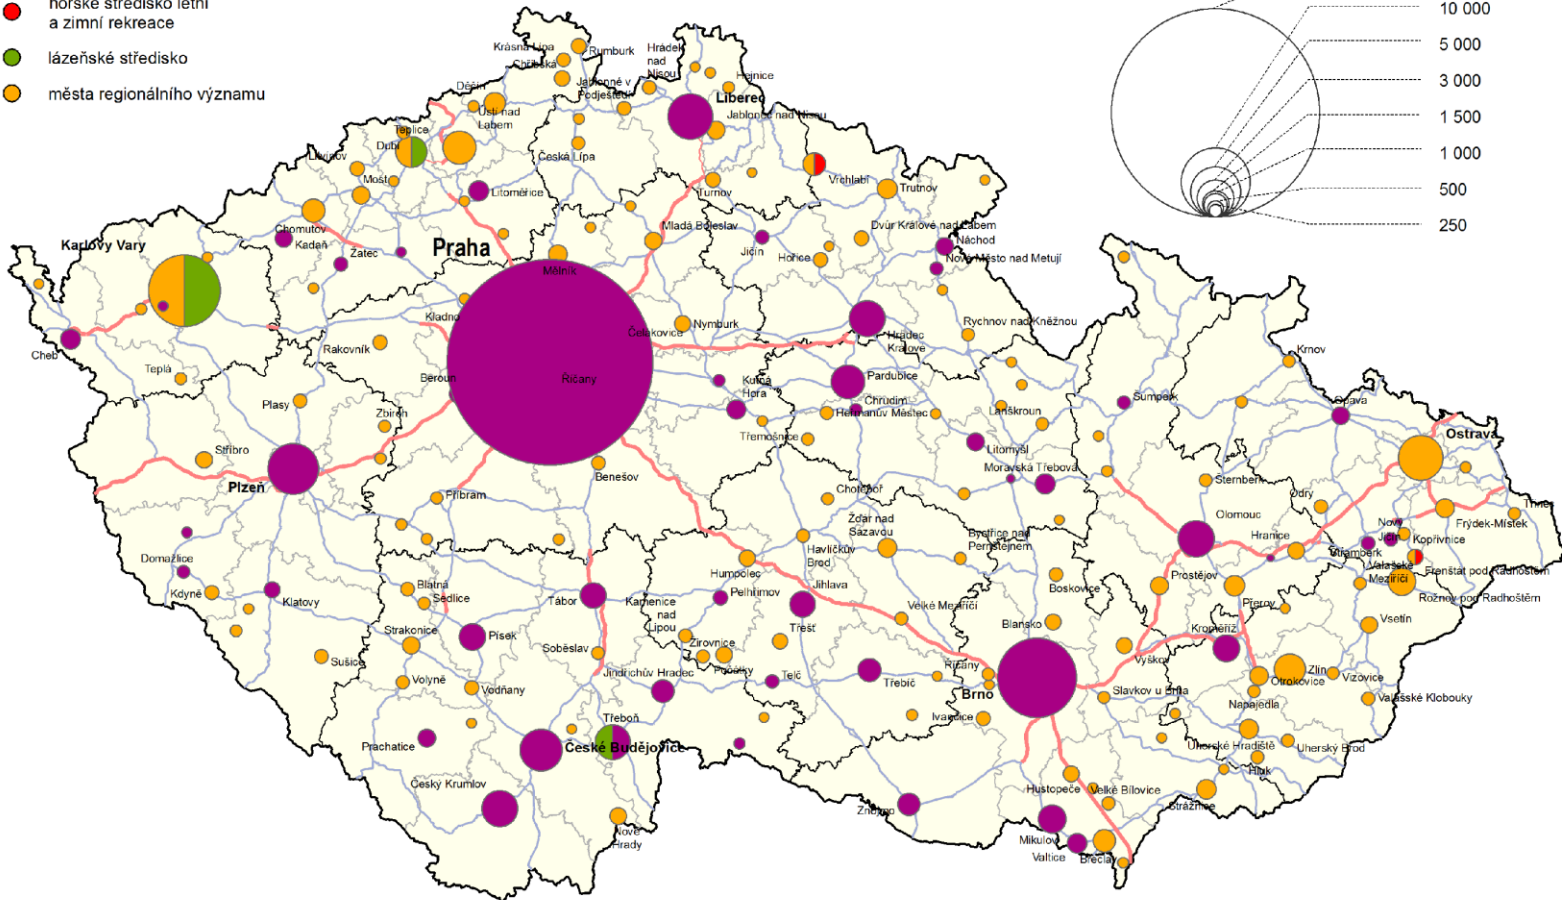 horské středisko letní
a zimní rekreace
lázeňské středisko
města regionálního významu
10 000
5 000
3 000
1 500
1 000
500
250
Krásná Lípa
Rumburk
Chřibská
Hrádek
nad
Nisou
Hejnice
Jablonné v
Podještědí
Liberec
Jablonec nad Nisou
Děčín
Ústí nad
Labem
Teplice
Dubí
Litvínov
Most
Česká Lípa
Litoměřice
Turnov
Vrchlabí
Trutnov
Chomutov
Kadaň
Žatec
Karlovy Vary
Praha
Mělník
Mladá Boleslav
Jičín
Hořice
Dvůr Králové nad Labem
Náchod
Nové Město nad Metují
Kladno
Čelákovice
Nymburk
Hradec
Králové
Rychnov nad Kněžnou
Cheb
Teplá
Rakovník
Beroun
Říčany
Kutná
Hora
Pardubice
Chrudim
Heřmanův Městec
Třemošnice
Lanškroun
Litomyšl
Moravská Třebová
Šumperk
Krnov
Opava
Ostrava
Plasy
Zbiroh
Stříbro
Plzeň
Benešov
Příbram
Chotěboř
Žďár nad
Sázavou
Bystřice nad
Pernštejnem
Šternberk
Olomouc
Odry
Hranice
Nový
Jičín
Kopřivnice
Frýdek-Místek
Třinec
Štramberk
Valašské
Meziříčí
Frenštát pod Radhoštěm
Rožnov pod Radhoštěm
Domažlice
Kdyně
Klatovy
Blatná
Sedlice
Tábor
Humpolec
Havlíčkův
Brod
Jihlava
Pelhřimov
Kamenice
nad
Lipou
Boskovice
Prostějov
Přerov
Vsetín
Strakonice
Písek
Soběslav
Žirovnice
Počátky
Třešť
Velké Meziříčí
Blansko
Vyškov
Kroměříž
Sušice
Volyně
Vodňany
Jindřichův Hradec
Telč
Třebíč
Říčany
Brno
Slavkov u Brna
Zlín
Otrokovice
Vizovice
Napajedla
Valašské Klobouky
Ivančice
Prachatice
České Budějovice
Třeboň
Uherské Hradiště
Uherský Brod
Hluk
Český Krumlov
Nové
Hrady
Znojmo
Hustopeče
Velké Bílovice
Strážnice
Mikulov
Valtice
Břeclav